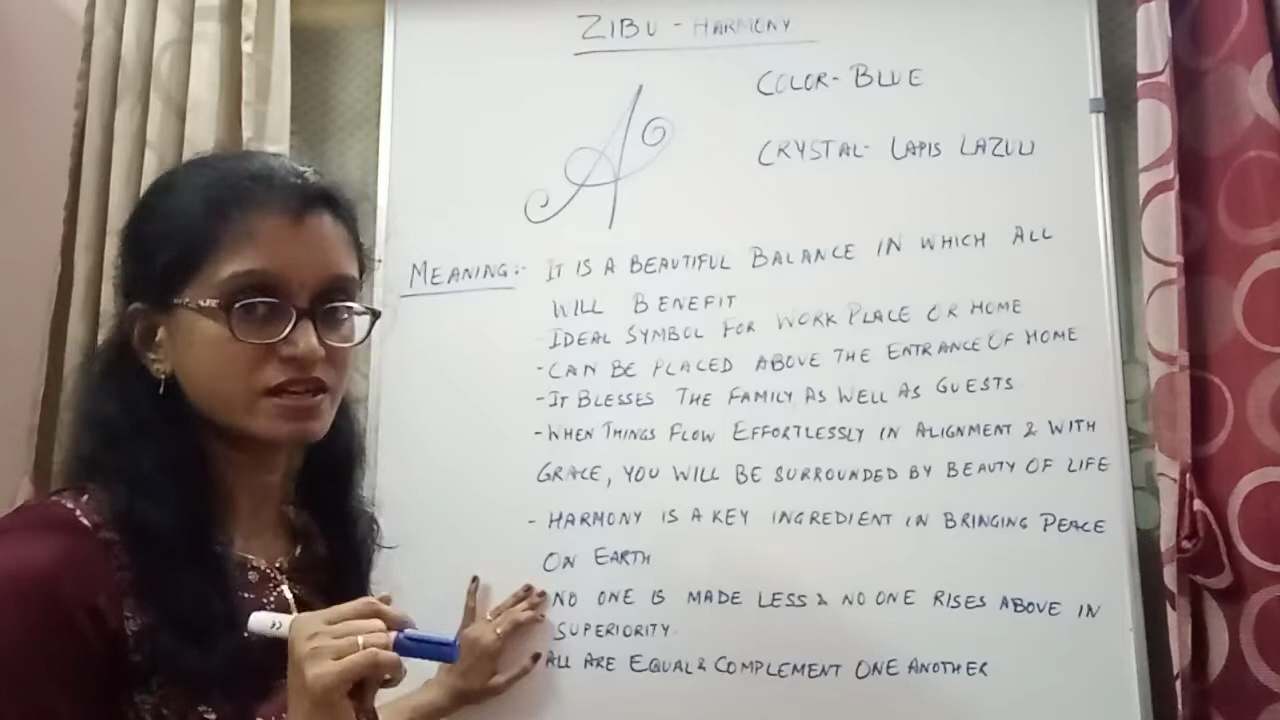 ZIBU - HARMONY
COLOR- BLUE
CRYSTAL- LAPIS LAZULI
MEANING:- IT IS A BEAUTIFUL BALANCE IN WHICH ALL
WILL BENEFIT
IDEAL SYMBOL FOR WORK PLACE OR HOME
-CAN BE PLACED ABOVE THE ENTRANCE OF HOME
-IT BLESSES THE FAMILY AS WELL AS GUESTS
-WHEN THINGS FLOW EFFORTLESSLY IN ALIGNMENT & WITH
GRACE, YOU WILL BE SURROUNDED BY BEAUTY OF LIFE
- HARMONY IS A KEY INGREDIENT IN BRINGING PEACE
ON EARTH
NO ONE IS MADE LESS & NO ONE RISES ABOVE IN
SUPERIORITY
ALL ARE EQUAL & COMPLEMENT ONE ANOTHER